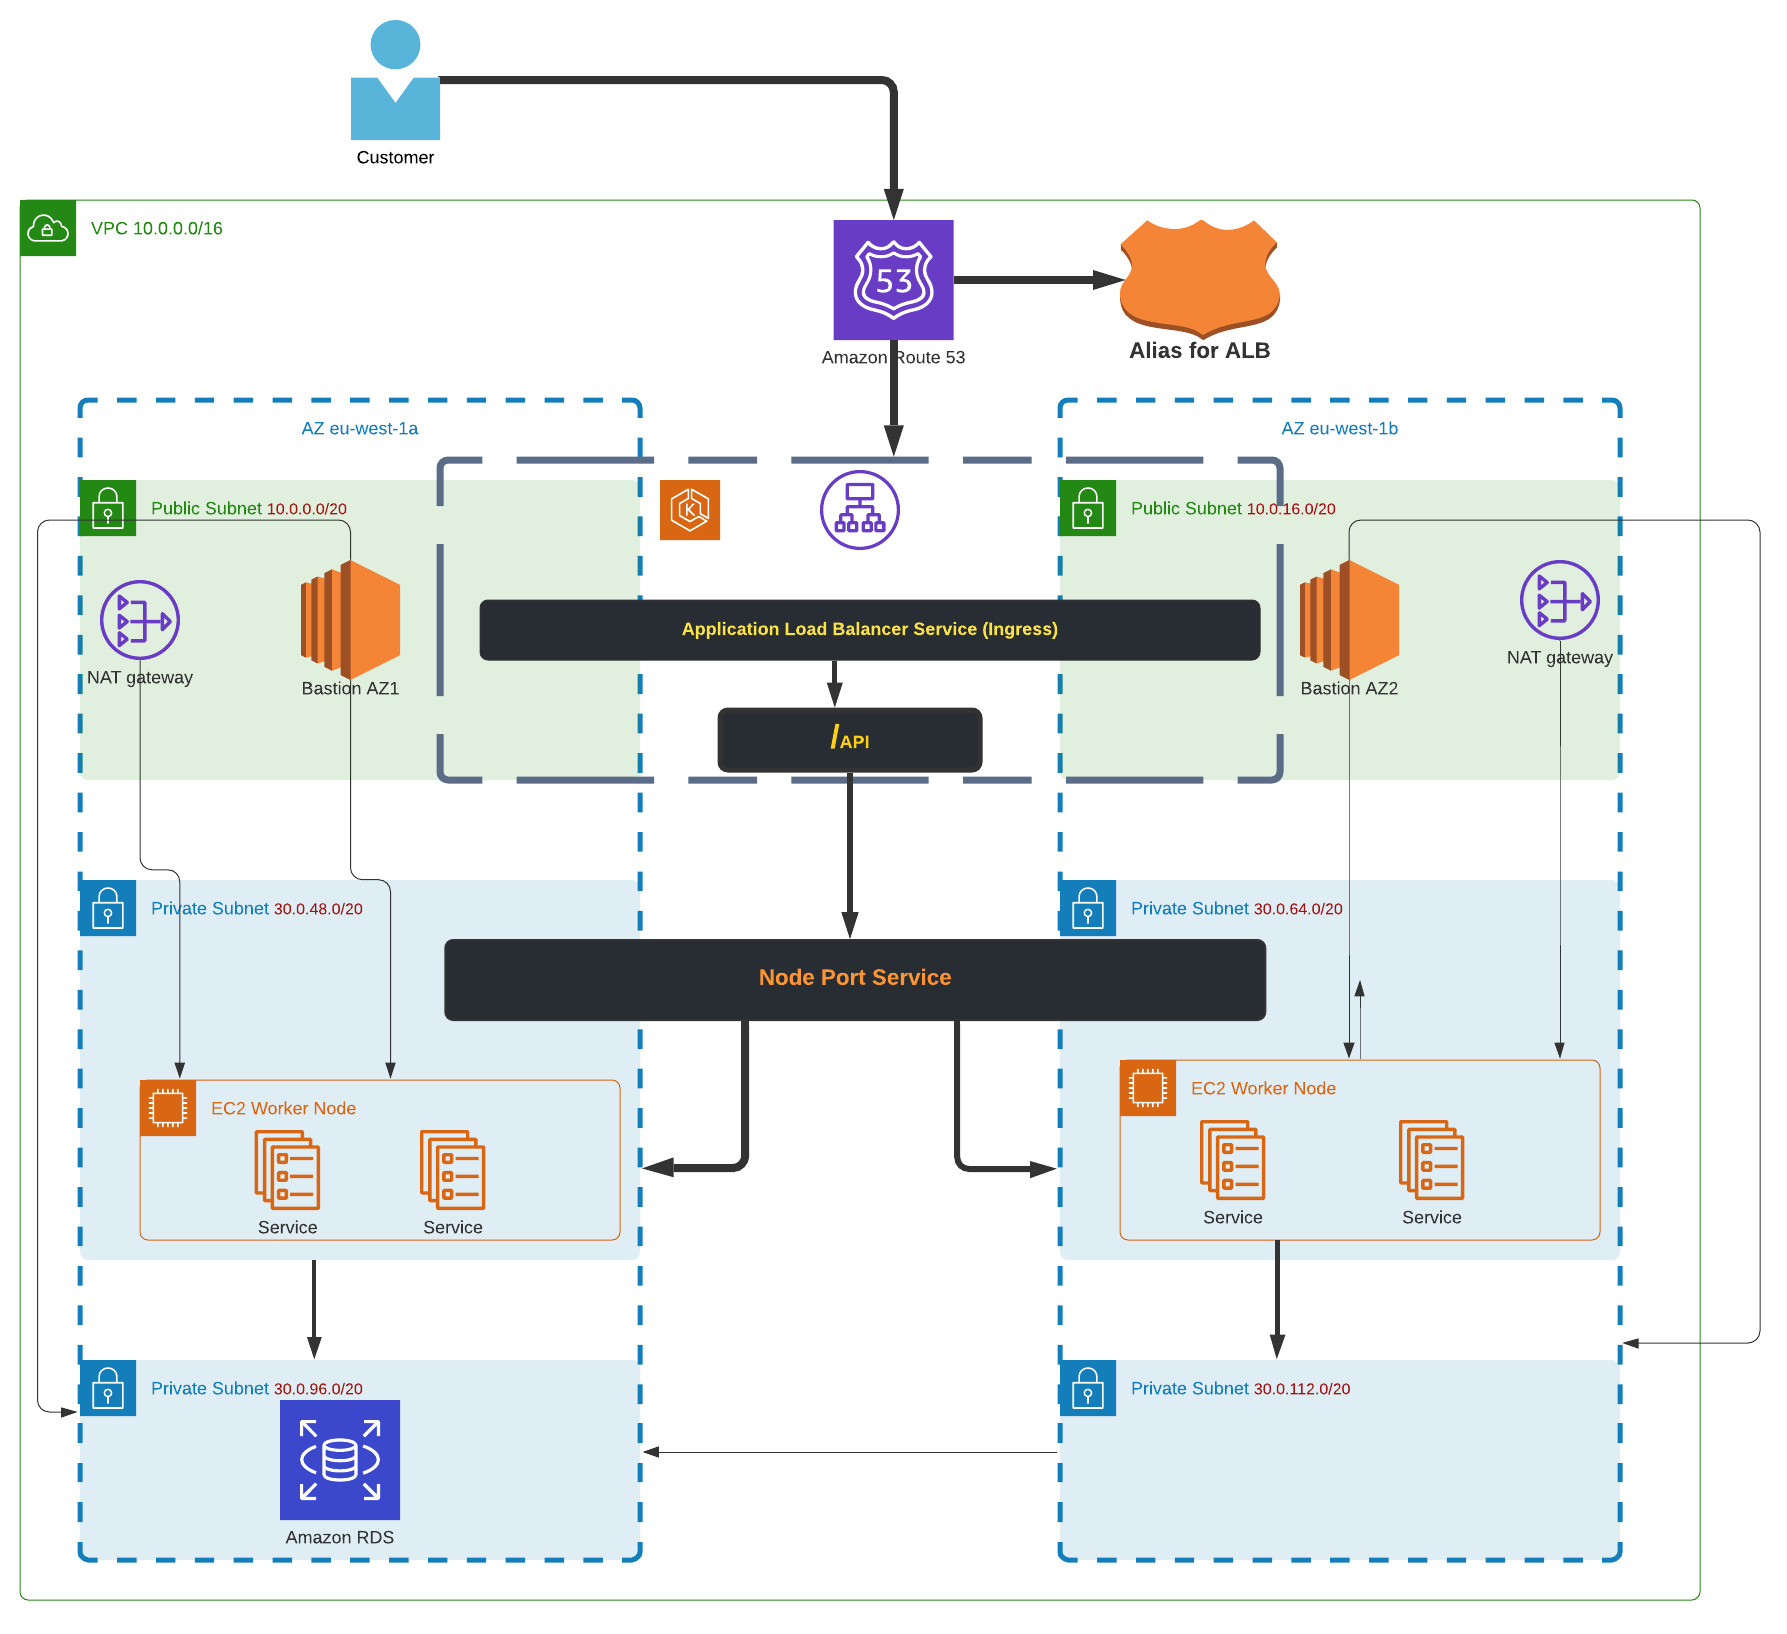 Customer
VPC 10.0.0.0/16
53
Amazon Route 53
Alias for ALB
AZ eu-west-1a
AZ eu-west-1b
Public Subnet 10.0.0.0/20
K
Public Subnet 10.0.16.0/20
NAT gateway
Bastion AZ1
Application Load Balancer Service (Ingress)
Bastion AZ2
NAT gateway
/API
Private Subnet 30.0.48.0/20
Private Subnet 30.0.64.0/20
Node Port Service
EC2 Worker Node
Service
Service
EC2 Worker Node
Service
Service
Private Subnet 30.0.96.0/20
Amazon RDS
Private Subnet 30.0.112.0/20